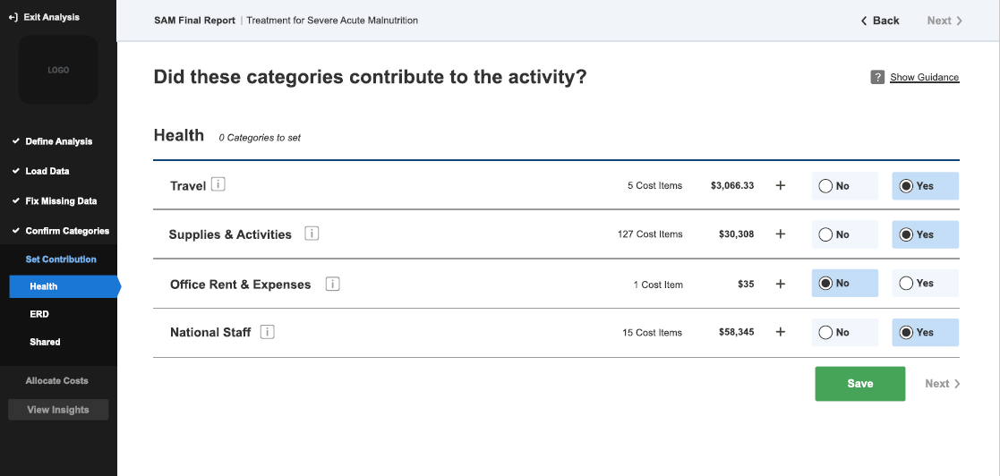 Exit Analysis
SAM Final Report | Treatment for Severe Acute Malnutrition
Back
Next
LOGO
Did these categories contribute to the activity?
? Show Guidance
Health 0 Categories to set
Define Analysis
Load Data
Fix Missing Data
Confirm Categories
Set Contribution
Health
ERD
Shared
Allocate Costs
View Insights
Travel i 5 Cost Items $3,066.33 + No Yes
Supplies & Activities i 127 Cost Items $30,308 + No Yes
Office Rent & Expenses i 1 Cost Item $35 + No Yes
National Staff i 15 Cost Items $58,345 + No Yes
Save
Next